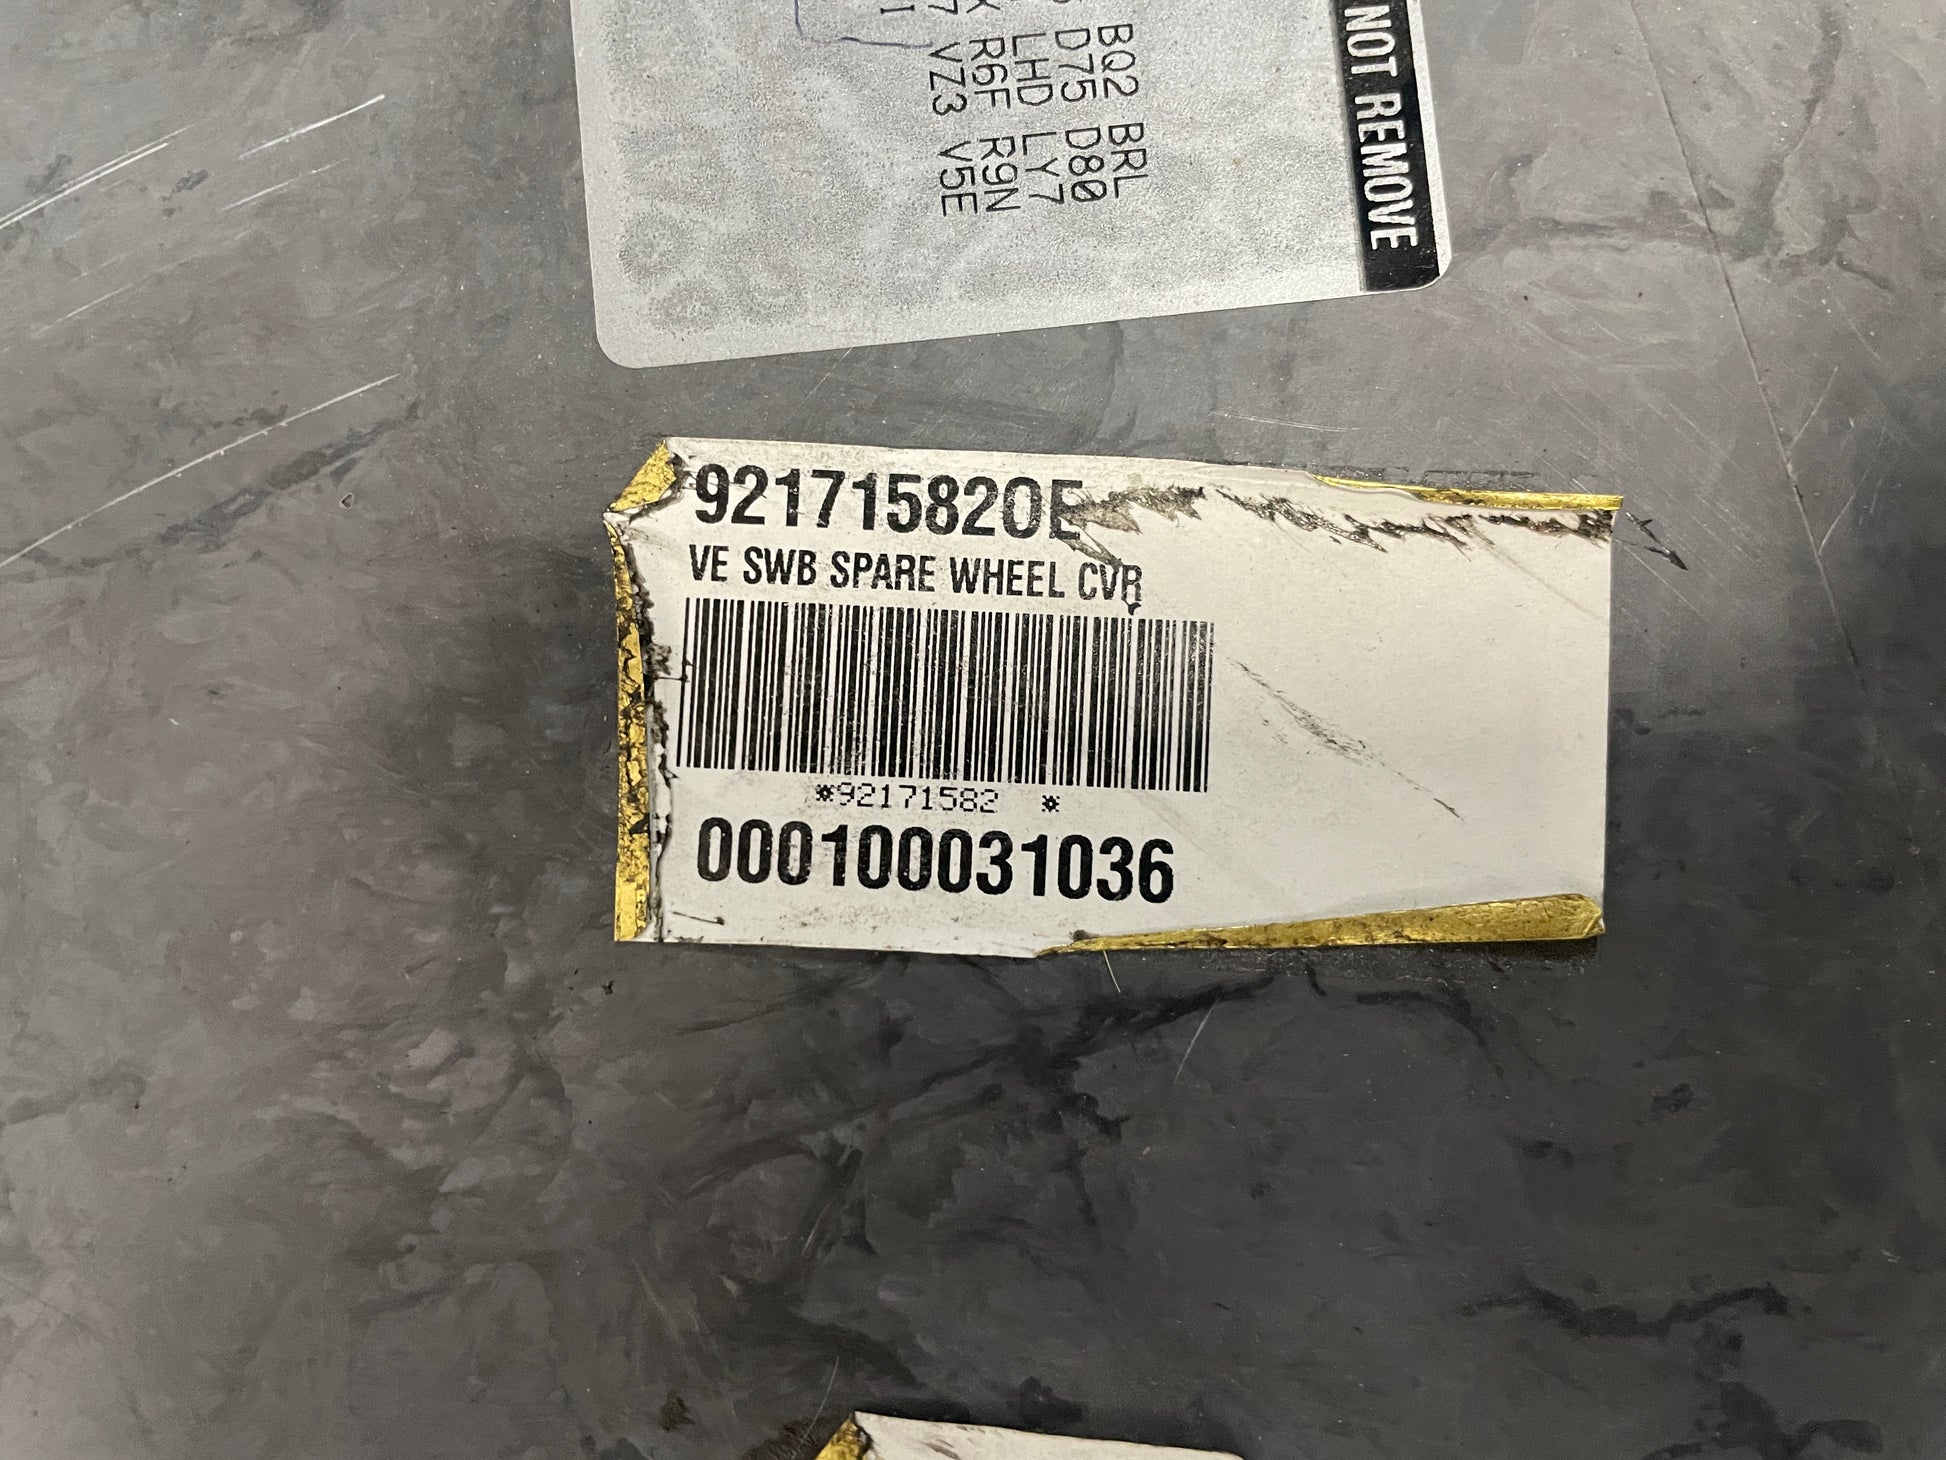 NOT REMOVE
BQ2 BRL
D75 D80
LHD LY7
R6F R9N
VZ3 V5E
92171582OE
VE SWB SPARE WHEEL CVR
*92171582 *
000100031036